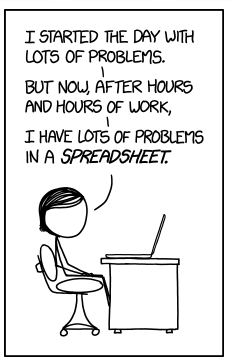 I STARTED THE DAY WITH
LOTS OF PROBLEMS.
BUT NOW, AFTER HOURS
AND HOURS OF WORK,
I HAVE LOTS OF PROBLEMS
IN A SPREADSHEET.